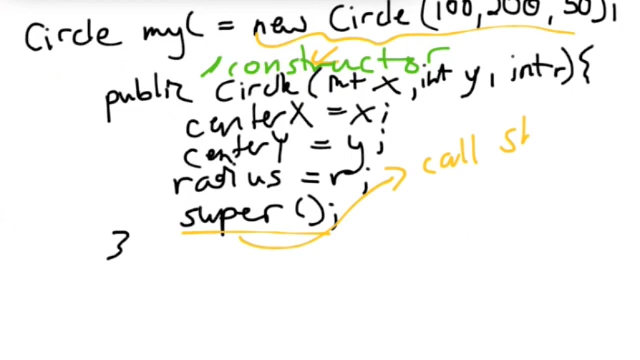 Circle myC = new Circle (100, 200, 50);
/constructor
public Circle (int x, int y, int r){
centerX = x;
centerY = y;
radius = r;
super ();
call st
}